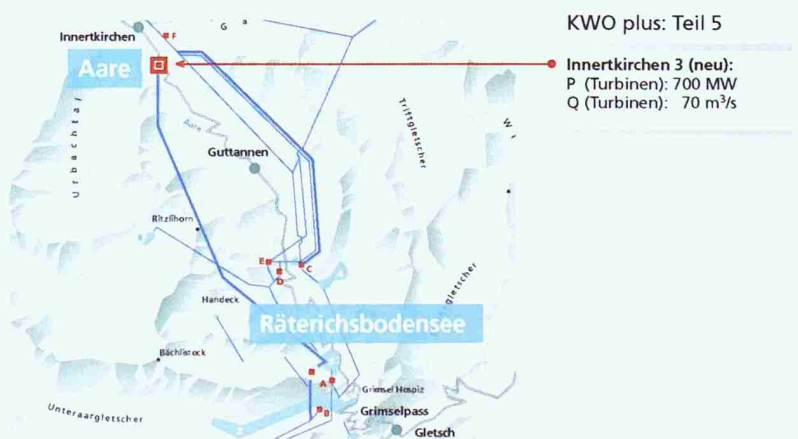 KWO plus: Teil 5
G a
F
Innertkirchen
Aare
Innertkirchen 3 (neu):
P (Turbinen): 700 MW
Q (Turbinen): 70 m³/s
Urbachtal
Aare
Triftgletscher
W i
Guttannen
Ritzlihorn
E
C
D
Handeck
Räterichsbodensee
Bächlistock
A
Grimsel Hospiz
B
Grimselpass
Unteraargletscher
Gletsch